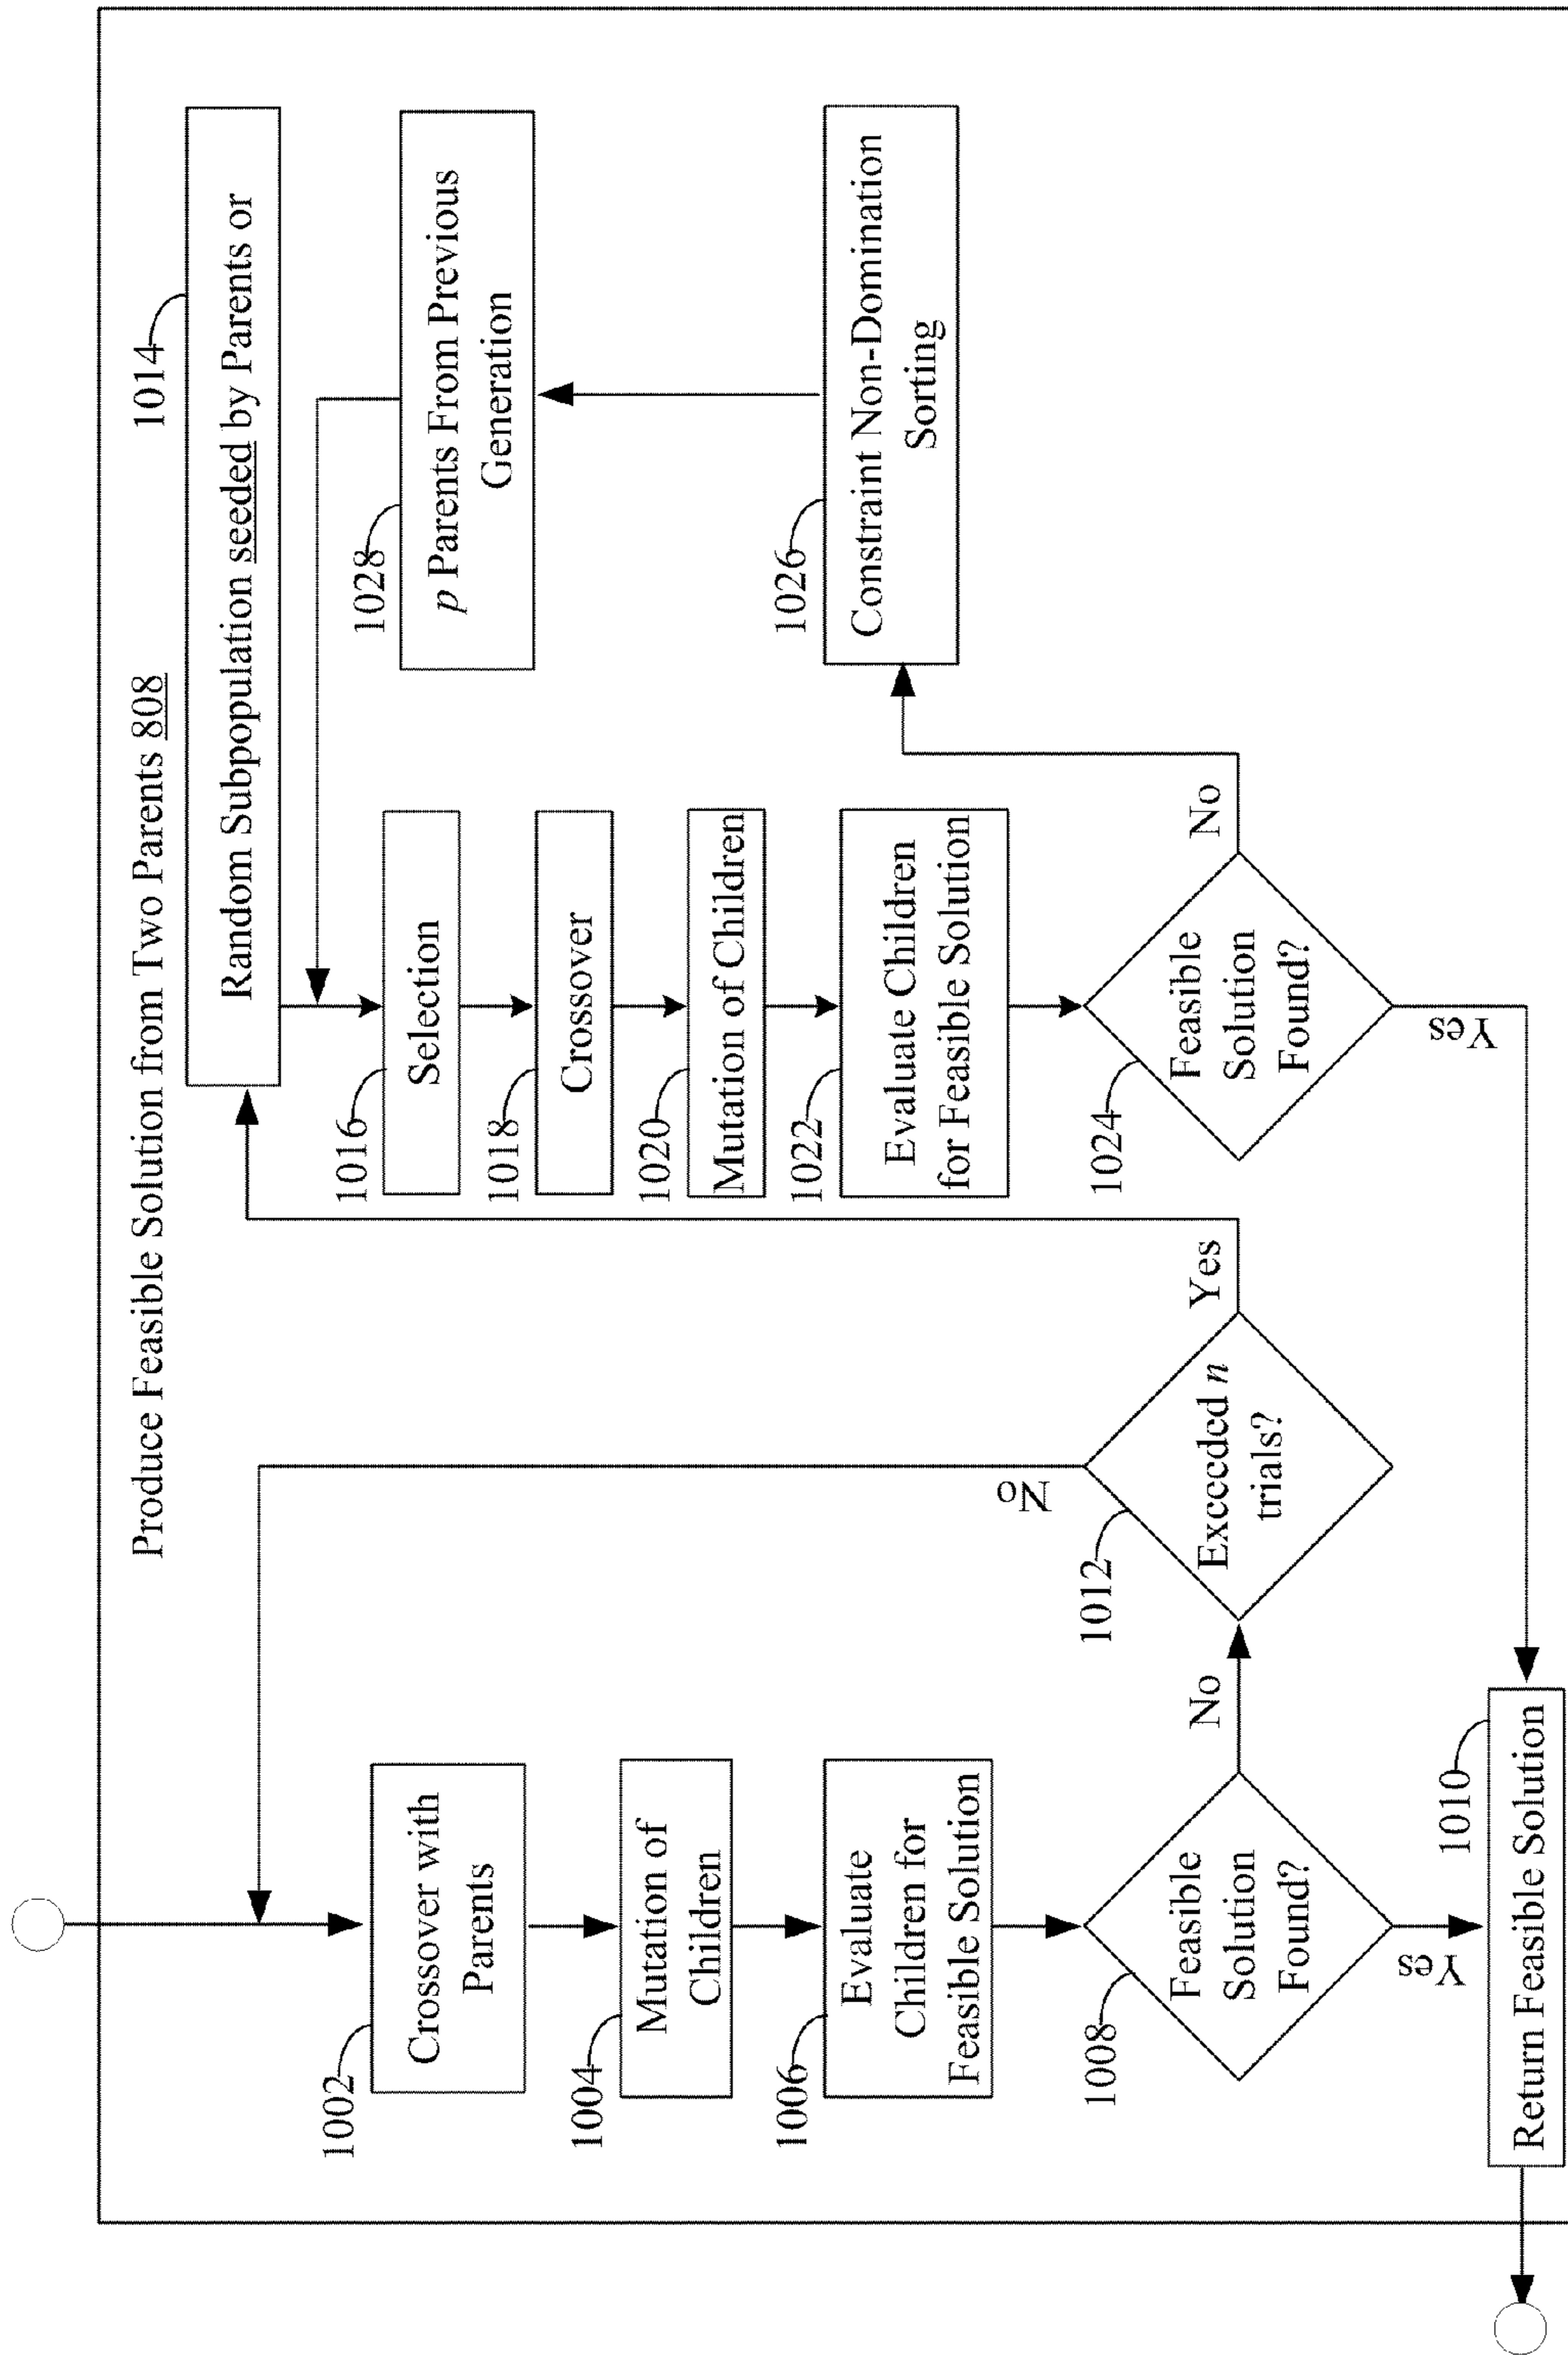 Produce Feasible Solution from Two Parents 808
1002
Crossover with
Parents
1004
Mutation of
Children
1006
Evaluate
Children for
Feasible Solution
1008
Feasible
Solution
Found?
No
Yes
1010
Return Feasible Solution
1012
Exceeded n
trials?
No
Yes
1014
Random Subpopulation seeded by Parents or
1016
Selection
1018
Crossover
1020
Mutation of Children
1022
Evaluate Children
for Feasible Solution
1024
Feasible
Solution
Found?
No
Yes
1026
Constraint Non-Domination
Sorting
1028
p Parents From Previous
Generation